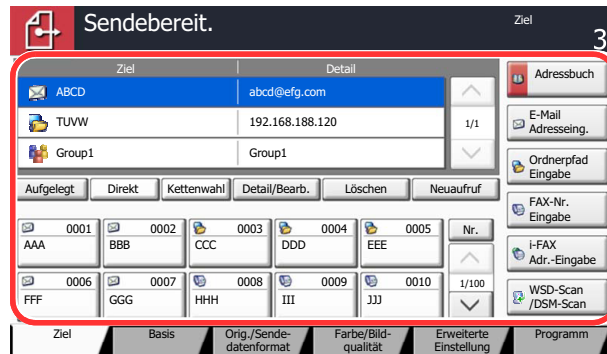 Sendebereit.
Ziel
3
Ziel Detail
ABCD abcd@efg.com
TUVW 192.168.188.120
1/1
Group1 Group1
Aufgelegt Direkt Kettenwahl Detail/Bearb. Löschen Neuaufruf
0001 0002 0003 0004 0005 Nr.
AAA BBB CCC DDD EEE
0006 0007 0008 0009 0010 1/100
FFF GGG HHH III JJJ
Adressbuch
E-Mail
Adresseing.
Ordnerpfad
Eingabe
FAX-Nr.
Eingabe
i-FAX
Adr.-Eingabe
WSD-Scan
/DSM-Scan
Ziel
Basis
Orig./Sende-
datenformat
Farbe/Bild-
qualität
Erweiterte
Einstellung
Programm